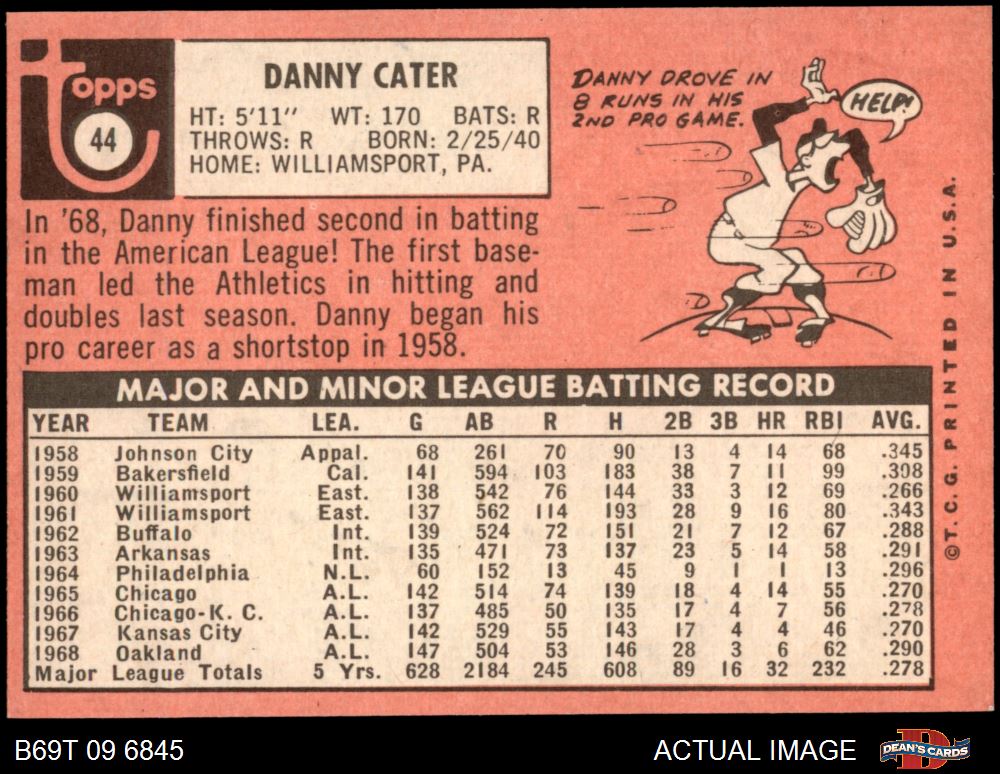 Topps
44
DANNY CATER
HT: 5'11" WT: 170 BATS: R
THROWS: R BORN: 2/25/40
HOME: WILLIAMSPORT, PA.
DANNY DROVE IN
8 RUNS IN HIS
2ND PRO GAME.
HELP!
In '68, Danny finished second in batting
in the American League! The first base-
man led the Athletics in hitting and
doubles last season. Danny began his
pro career as a shortstop in 1958.
MAJOR AND MINOR LEAGUE BATTING RECORD
YEAR TEAM LEA. G AB R H 2B 3B HR RBI AVG.
1958 Johnson City Appal. 68 261 70 90 13 4 14 68 .345
1959 Bakersfield Cal. 141 594 103 183 38 7 11 99 .308
1960 Williamsport East. 138 542 76 144 33 3 12 69 .266
1961 Williamsport East. 137 562 114 193 28 9 16 80 .343
1962 Buffalo Int. 139 524 72 151 21 7 12 67 .288
1963 Arkansas Int. 135 471 73 137 23 5 14 58 .291
1964 Philadelphia N.L. 60 152 13 45 9 1 1 13 .296
1965 Chicago A.L. 142 514 74 139 18 4 14 55 .270
1966 Chicago-K. C. A.L. 137 485 50 135 17 4 7 56 .278
1967 Kansas City A.L. 142 529 55 143 17 4 4 46 .270
1968 Oakland A.L. 147 504 53 146 28 3 6 62 .290
Major League Totals 5 Yrs. 628 2184 245 608 89 16 32 232 .278
©T. C. G. PRINTED IN U.S.A.
B69T 09 6845
ACTUAL IMAGE
DEAN'S CARDS